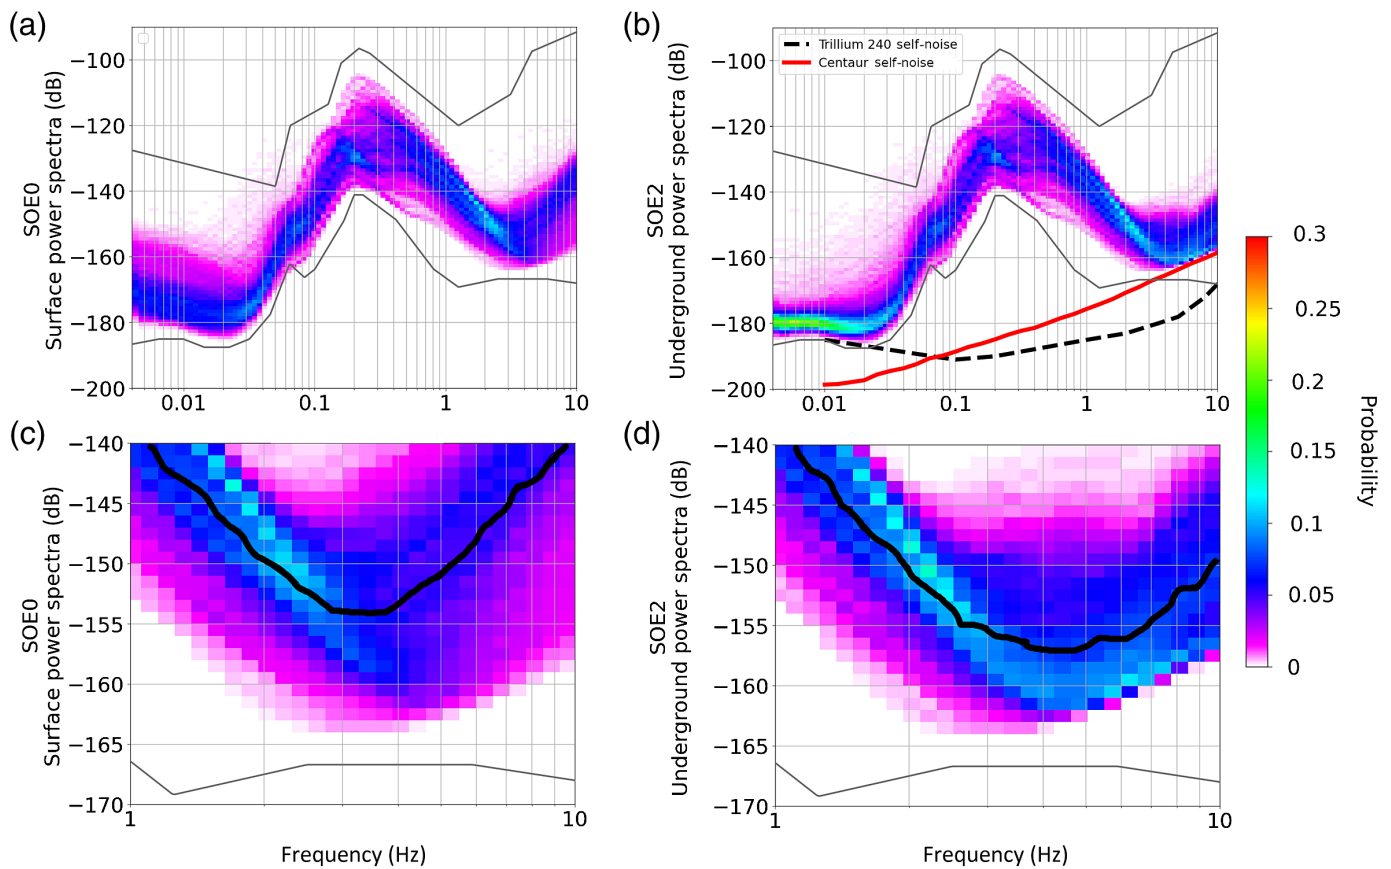 (a)
SOE0
Surface power spectra (dB)
−100
−120
−140
−160
−180
−200
0.01
0.1
1
10
(b)
SOE2
Underground power spectra (dB)
Trillium 240 self-noise
Centaur self-noise
−100
−120
−140
−160
−180
−200
0.01
0.1
1
10
(c)
SOE0
Surface power spectra (dB)
−140
−145
−150
−155
−160
−165
−170
1
10
Frequency (Hz)
(d)
SOE2
Underground power spectra (dB)
−140
−145
−150
−155
−160
−165
−170
1
10
Frequency (Hz)
0.3
0.25
0.2
0.15
0.1
0.05
0
Probability